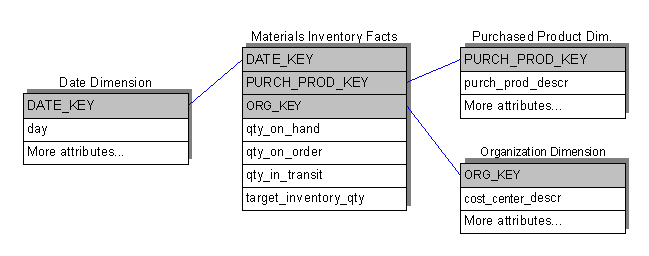 Date Dimension
DATE_KEY
day
More attributes...
Materials Inventory Facts
DATE_KEY
PURCH_PROD_KEY
ORG_KEY
qty_on_hand
qty_on_order
qty_in_transit
target_inventory_qty
Purchased Product Dim.
PURCH_PROD_KEY
purch_prod_descr
More attributes...
Organization Dimension
ORG_KEY
cost_center_descr
More attributes...